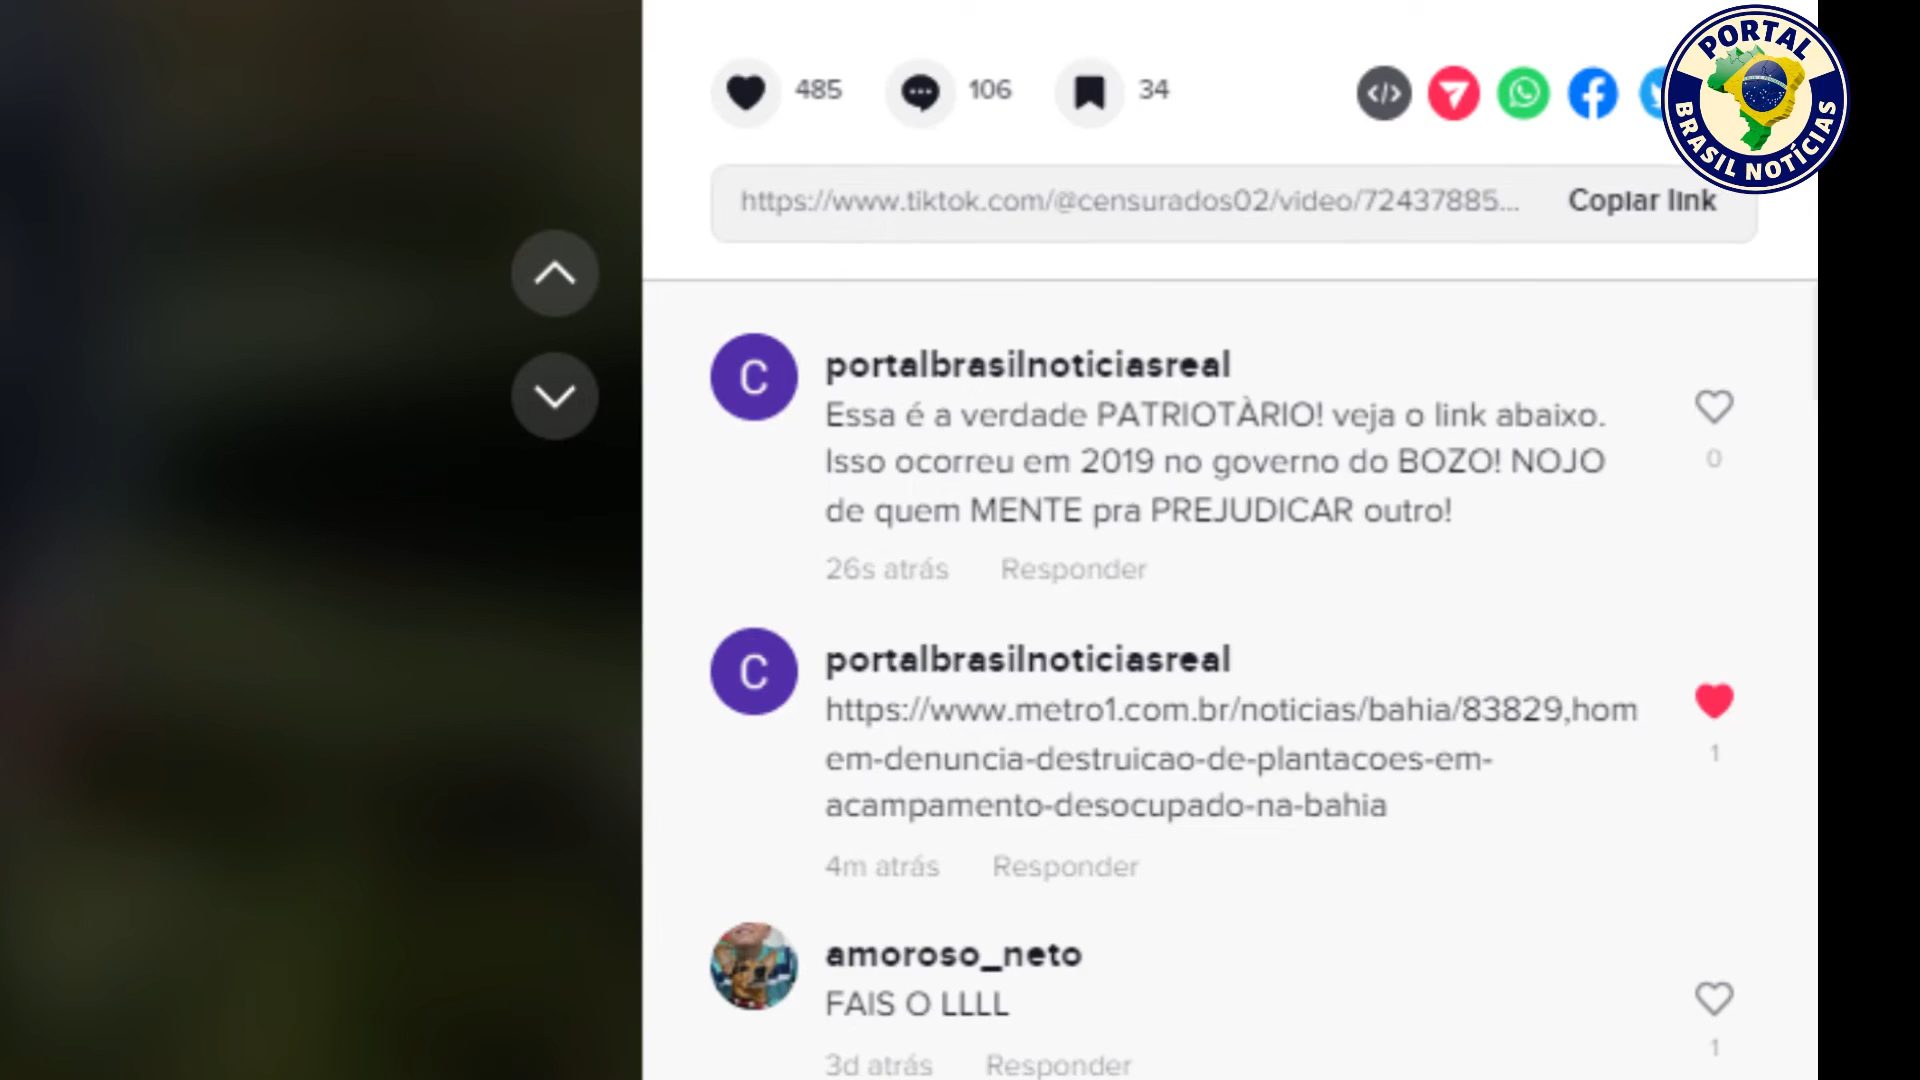 PORTAL
BRASIL NOTÍCIAS
485
106
34
https://www.tiktok.com/@censurados02/video/72437885...
Copiar link
C
portalbrasilnoticiasreal
Essa é a verdade PATRIOTÀRIO! veja o link abaixo.
Isso ocorreu em 2019 no governo do BOZO! NOJO
de quem MENTE pra PREJUDICAR outro!
0
26s atrás Responder
C
portalbrasilnoticiasreal
https://www.metro1.com.br/noticias/bahia/83829,hom
em-denuncia-destruicao-de-plantacoes-em-
acampamento-desocupado-na-bahia
1
4m atrás Responder
amoroso_neto
FAIS O LLLL
1
3d atrás Responder